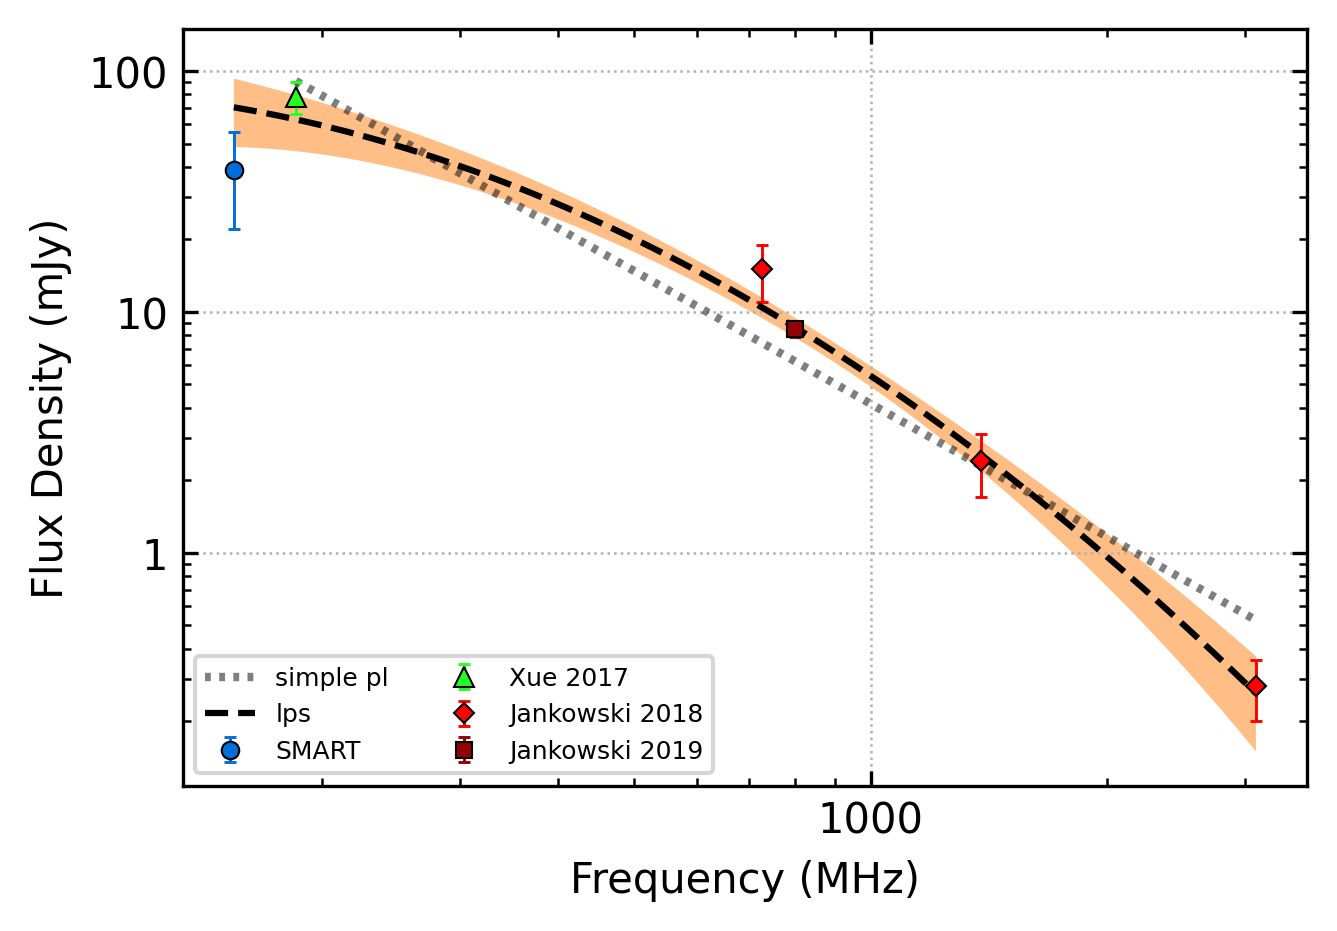 100
10
1
Flux Density (mJy)
simple pl
lps
SMART
Xue 2017
Jankowski 2018
Jankowski 2019
1000
Frequency (MHz)